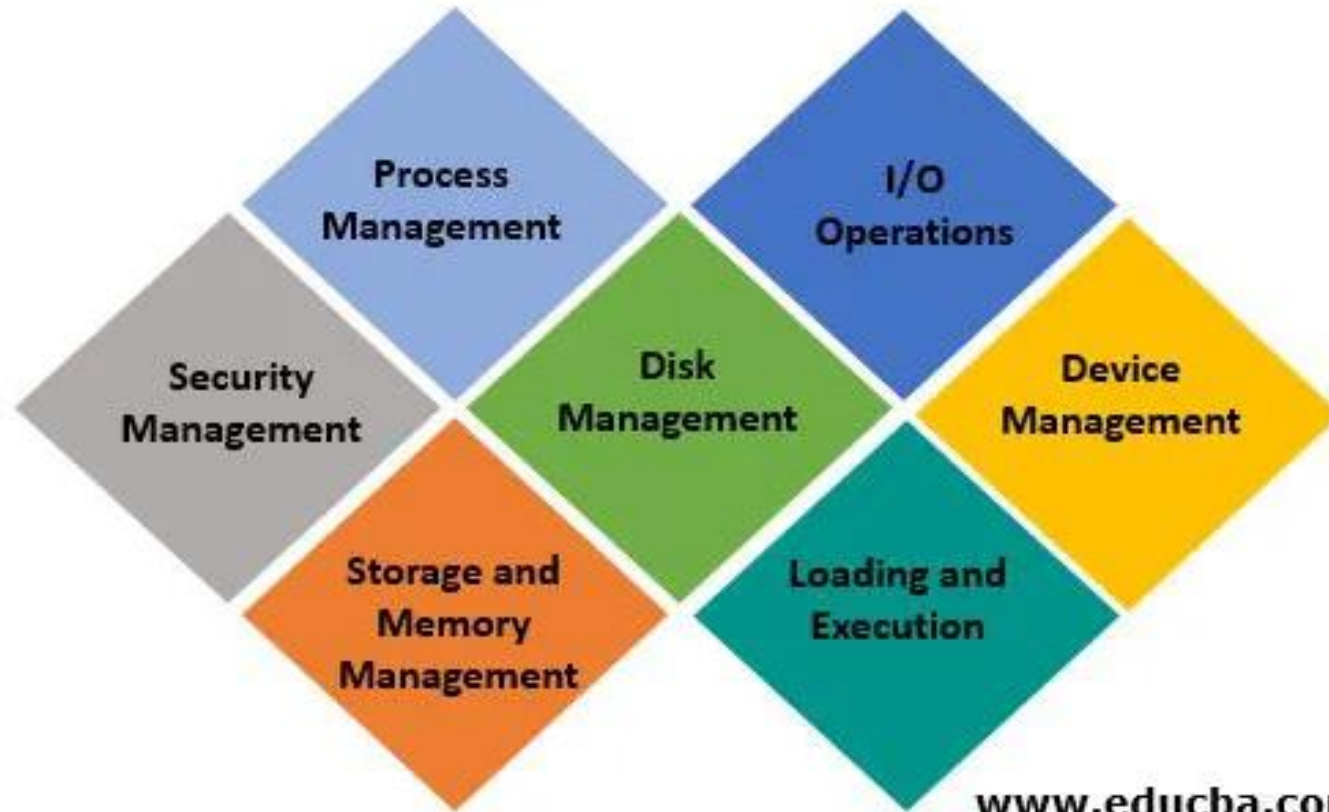 Process
Management
I/O
Operations
Security
Management
Disk
Management
Device
Management
Storage and
Memory
Management
Loading and
Execution